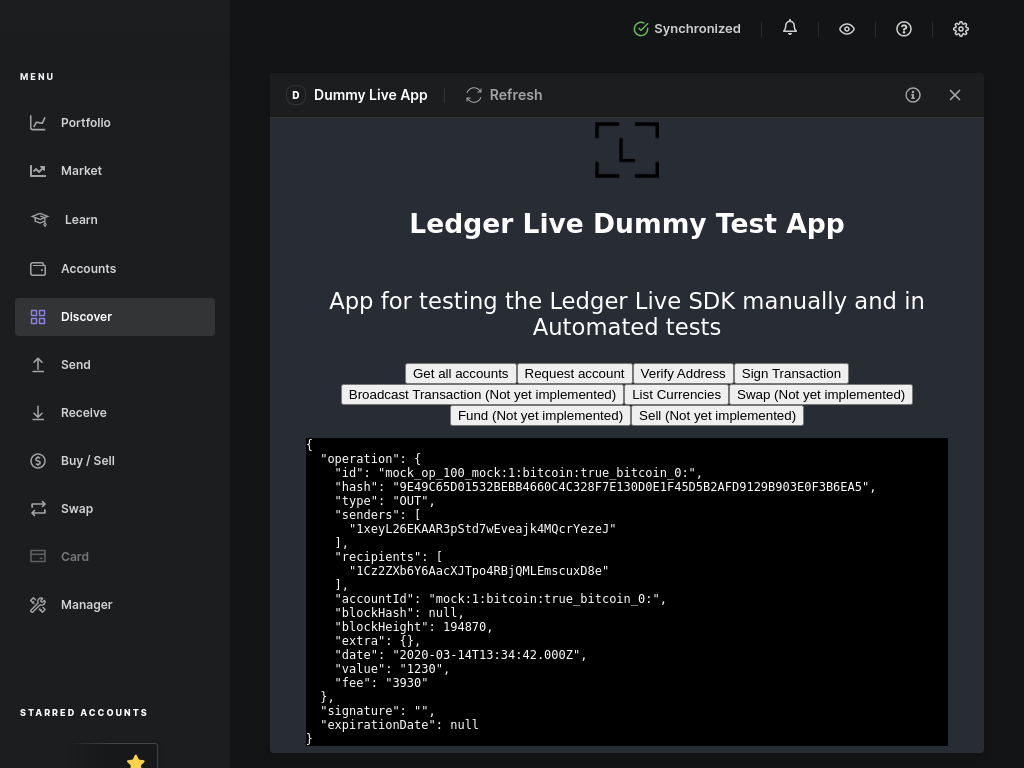 Synchronized
MENU
Portfolio
Market
Learn
Accounts
Discover
Send
Receive
Buy / Sell
Swap
Card
Manager
STARRED ACCOUNTS
D Dummy Live App Refresh
L
Ledger Live Dummy Test App
App for testing the Ledger Live SDK manually and in
Automated tests
Get all accounts Request account Verify Address Sign Transaction
Broadcast Transaction (Not yet implemented) List Currencies Swap (Not yet implemented)
Fund (Not yet implemented) Sell (Not yet implemented)
{
  "operation": {
    "id": "mock_op_100_mock:1:bitcoin:true_bitcoin_0:",
    "hash": "9E49C65D01532BEBB4660C4C328F7E130D0E1F45D5B2AFD9129B903E0F3B6EA5",
    "type": "OUT",
    "senders": [
      "1xeyL26EKAAR3pStd7wEveajk4MQcrYezeJ"
    ],
    "recipients": [
      "1Cz2ZXb6Y6AacXJTpo4RBjQMLEmscuxD8e"
    ],
    "accountId": "mock:1:bitcoin:true_bitcoin_0:",
    "blockHash": null,
    "blockHeight": 194870,
    "extra": {},
    "date": "2020-03-14T13:34:42.000Z",
    "value": "1230",
    "fee": "3930"
  },
  "signature": "",
  "expirationDate": null
}